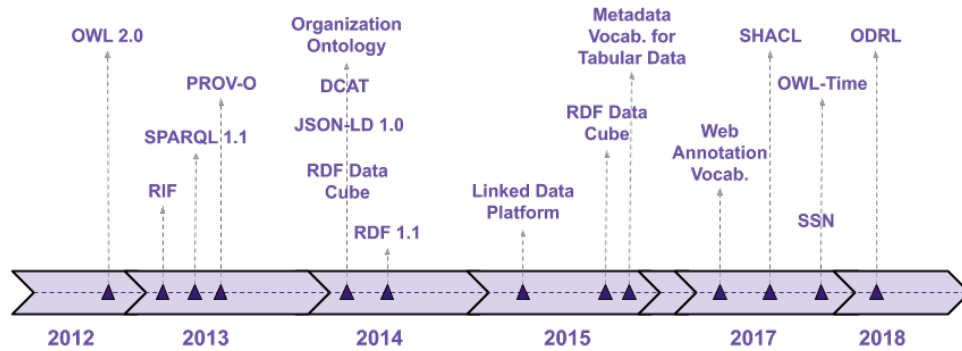 OWL 2.0
PROV-O
SPARQL 1.1
RIF
Organization
Ontology
DCAT
JSON-LD 1.0
RDF Data
Cube
RDF 1.1
Linked Data
Platform
Metadata
Vocab. for
Tabular Data
RDF Data
Cube
Web
Annotation
Vocab.
SHACL
OWL-Time
SSN
ODRL
2012
2013
2014
2015
2017
2018